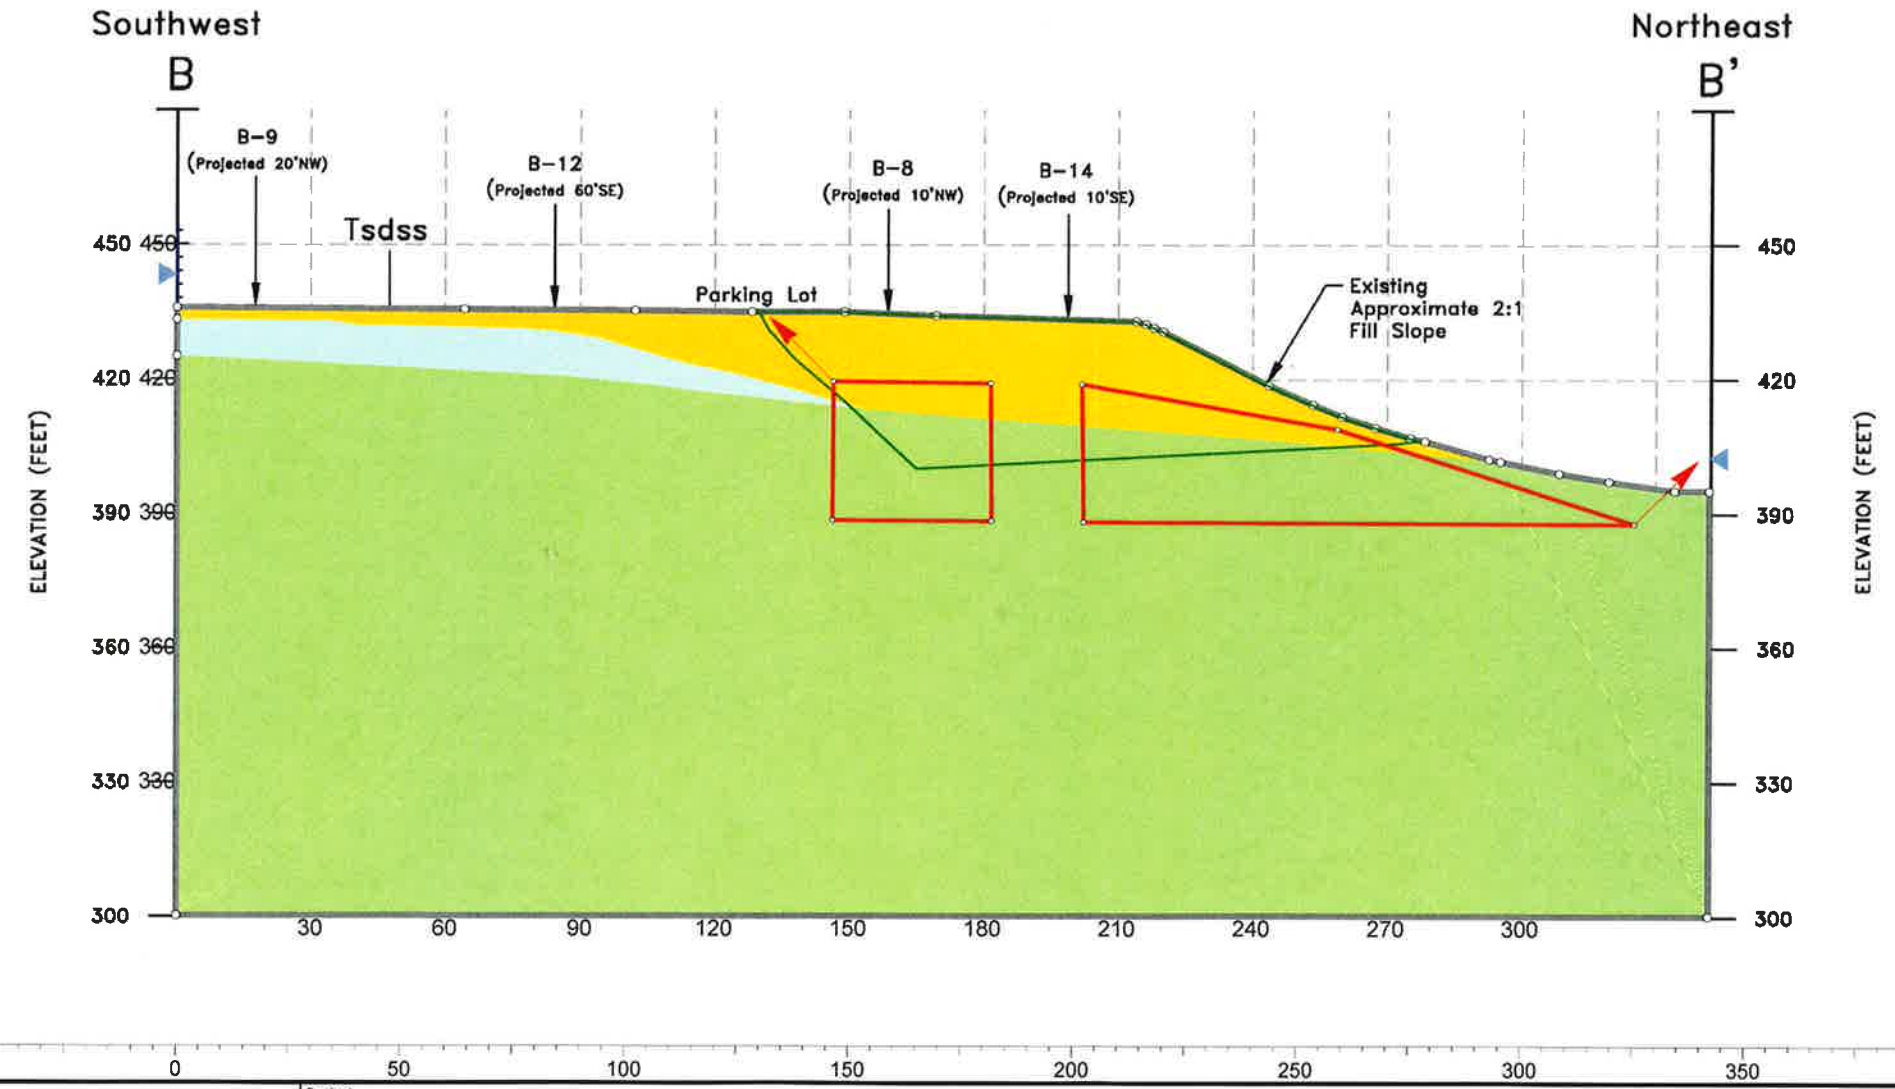 Southwest
Northeast
B
B'
B-9
(Projected 20'NW)
B-12
(Projected 60'SE)
B-8
(Projected 10'NW)
B-14
(Projected 10'SE)
Tsdss
450 450
450
Parking Lot
Existing
Approximate 2:1
Fill Slope
420 420
420
390 390
390
ELEVATION (FEET)
ELEVATION (FEET)
360 360
360
330 330
330
300
300
30 60 90 120 150 180 210 240 270 300
0 50 100 150 200 250 300 350